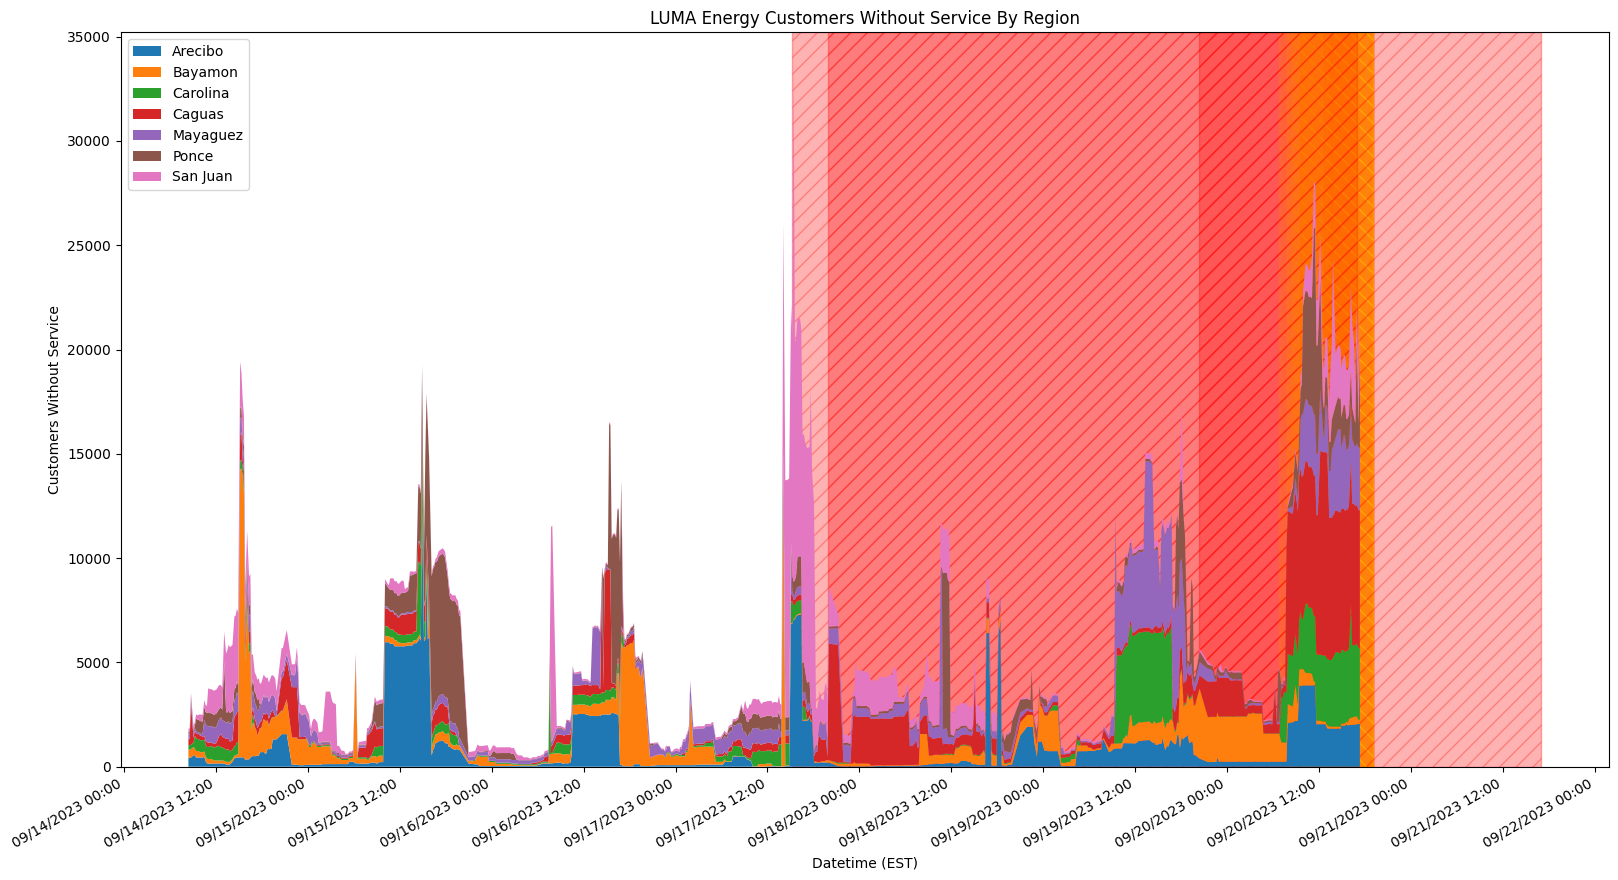 LUMA Energy Customers Without Service By Region
35000
30000
25000
20000
15000
10000
5000
0
Customers Without Service
Arecibo
Bayamon
Carolina
Caguas
Mayaguez
Ponce
San Juan
09/14/2023 00:00
09/14/2023 12:00
09/15/2023 00:00
09/15/2023 12:00
09/16/2023 00:00
09/16/2023 12:00
09/17/2023 00:00
09/17/2023 12:00
09/18/2023 00:00
09/18/2023 12:00
09/19/2023 00:00
09/19/2023 12:00
09/20/2023 00:00
09/20/2023 12:00
09/21/2023 00:00
09/21/2023 12:00
09/22/2023 00:00
Datetime (EST)